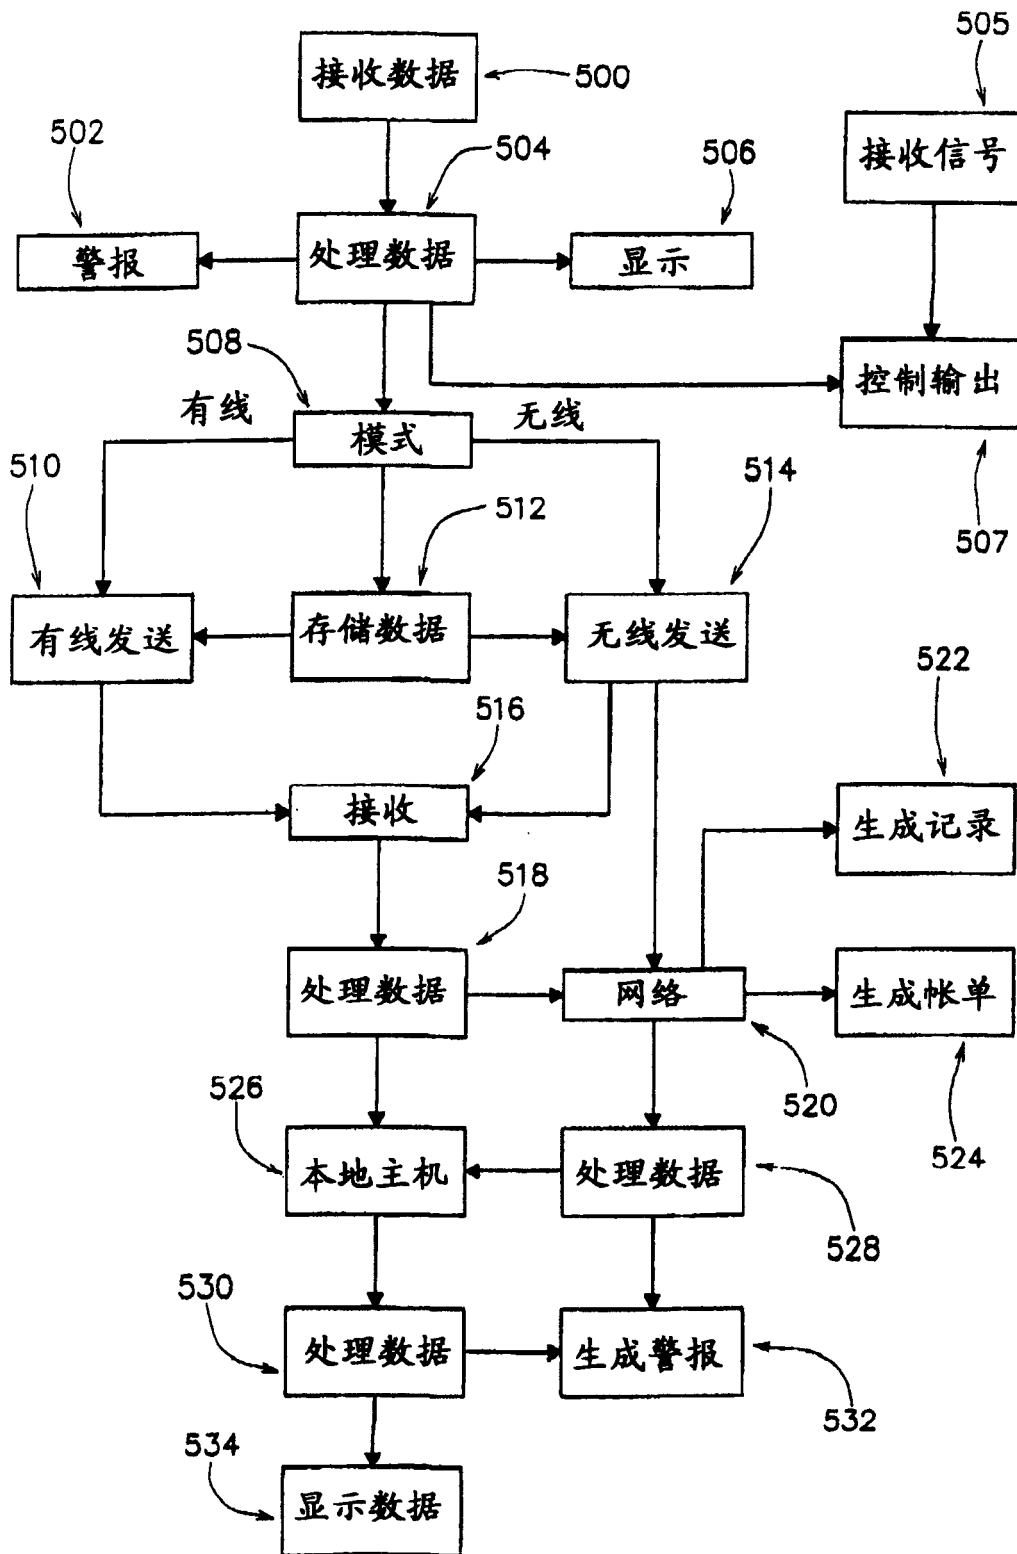 505
接收数据
500
502
504
506
接收信号
警报
处理数据
显示
508
控制输出
有线
无线
模式
510
512
514
507
有线发送
存储数据
无线发送
522
516
接收
生成记录
518
处理数据
网络
生成帐单
526
520
524
本地主机
处理数据
528
530
处理数据
生成警报
532
534
显示数据